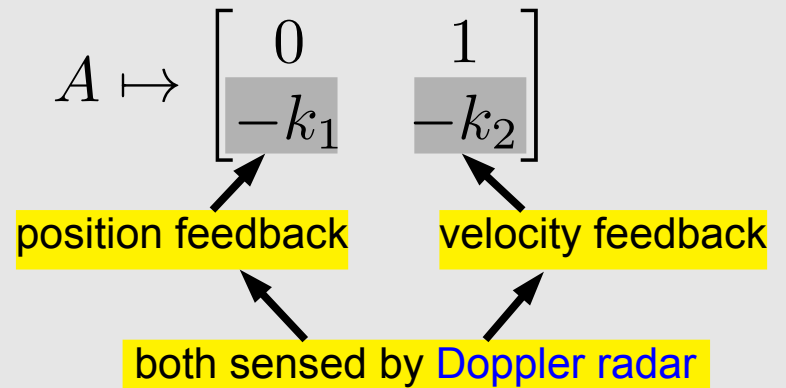 A ↦ [ 0 1
−k₁ −k₂ ]
position feedback velocity feedback
both sensed by Doppler radar